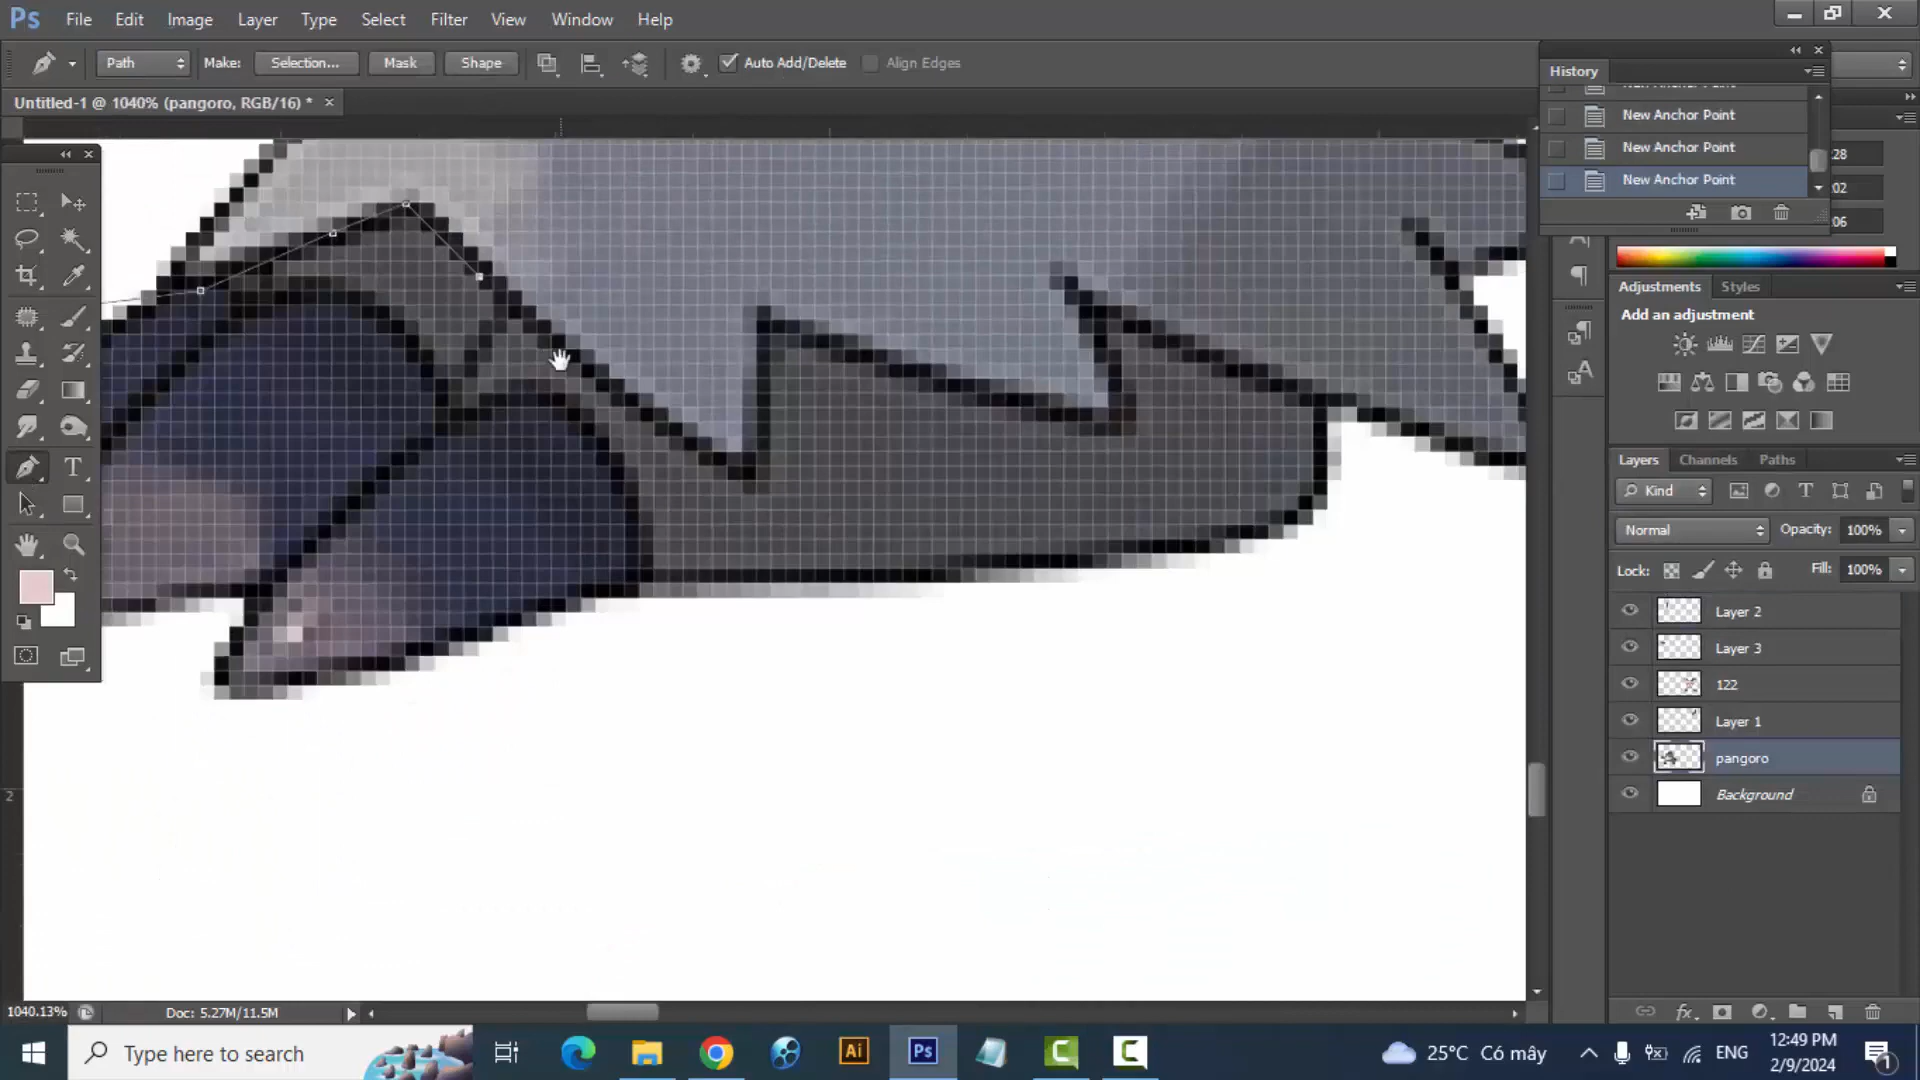 Ps File Edit Image Layer Type Select Filter View Window Help
Path Make: Selection... Mask Shape Auto Add/Delete Align Edges
History
Untitled-1 @ 1040% (pangoro, RGB/16) * ×
New Anchor Point
New Anchor Point
New Anchor Point
28
02
06
Adjustments Styles
Add an adjustment
Layers Channels Paths
Kind
Normal Opacity: 100%
Lock: Fill: 100%
Layer 2
Layer 3
122
Layer 1
pangoro
Background
2
1040.13% Doc: 5.27M/11.5M
Type here to search
Ai
Ps
25°C Có mây
ENG
12:49 PM
2/9/2024
1